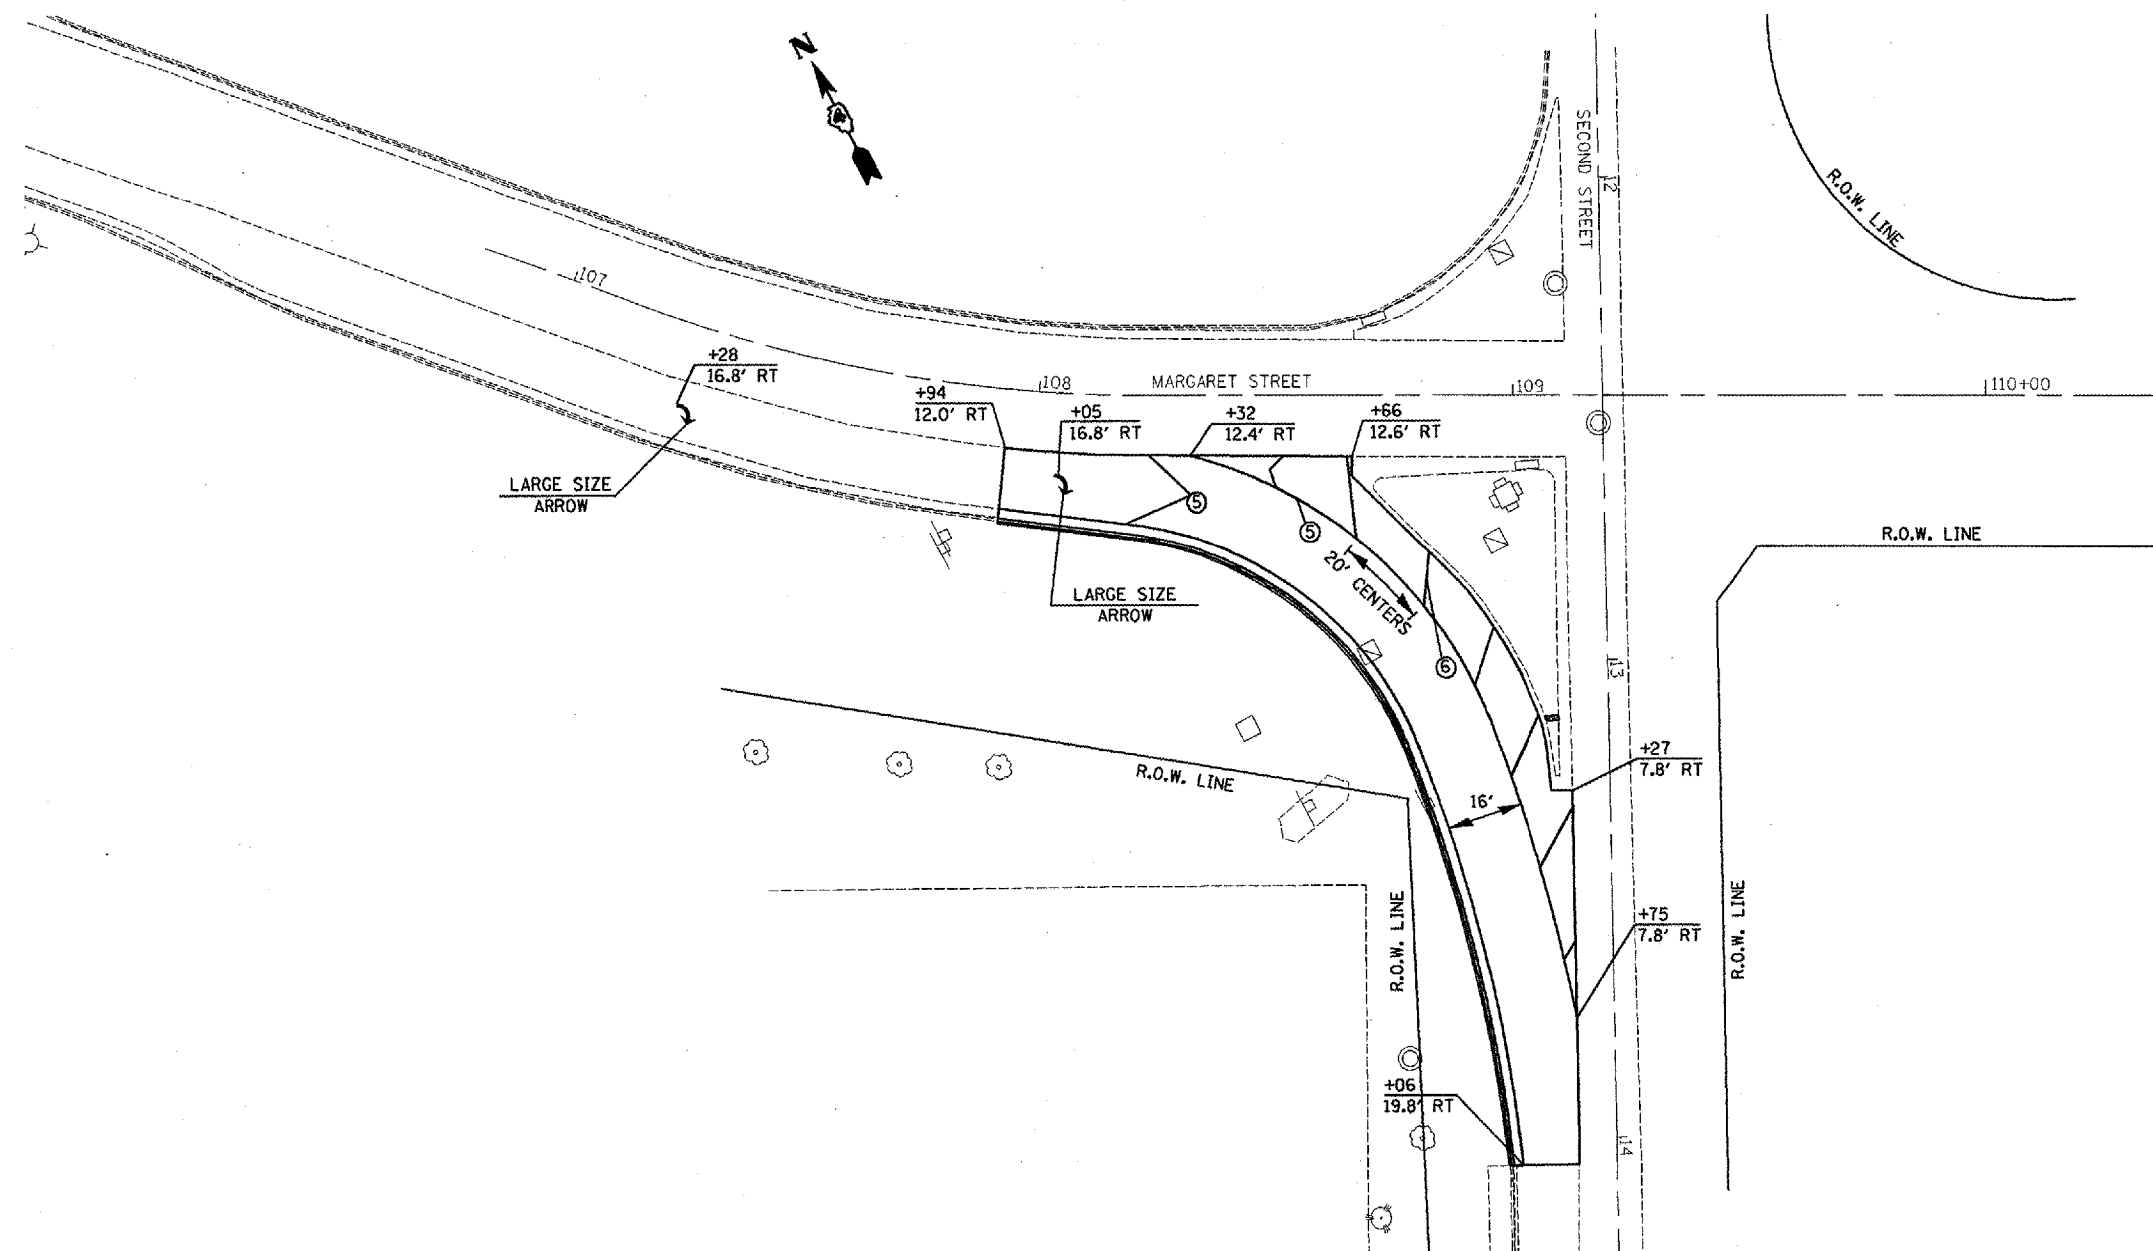 N
SECOND STREET
12
R.O.W. LINE
107
+28
16.8' RT
108
MARGARET STREET
109
110+00
+94
12.0' RT
+05
16.8' RT
+32
12.4' RT
+66
12.6' RT
LARGE SIZE
ARROW
5
5
20' CENTERS
R.O.W. LINE
LARGE SIZE
ARROW
6
13
R.O.W. LINE
+27
7.8' RT
16'
R.O.W. LINE
R.O.W. LINE
+75
7.8' RT
+06
19.8' RT
14